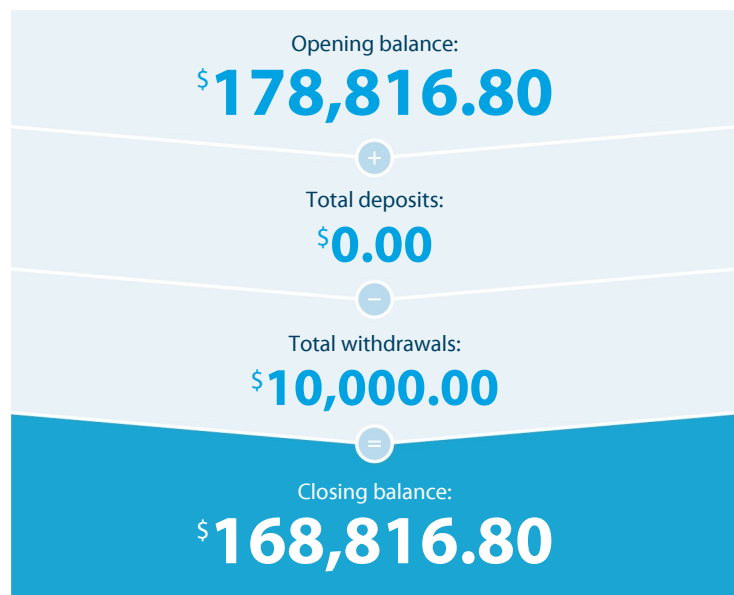 Opening balance:
$178,816.80
+
Total deposits:
$0.00
−
Total withdrawals:
$10,000.00
=
Closing balance:
$168,816.80